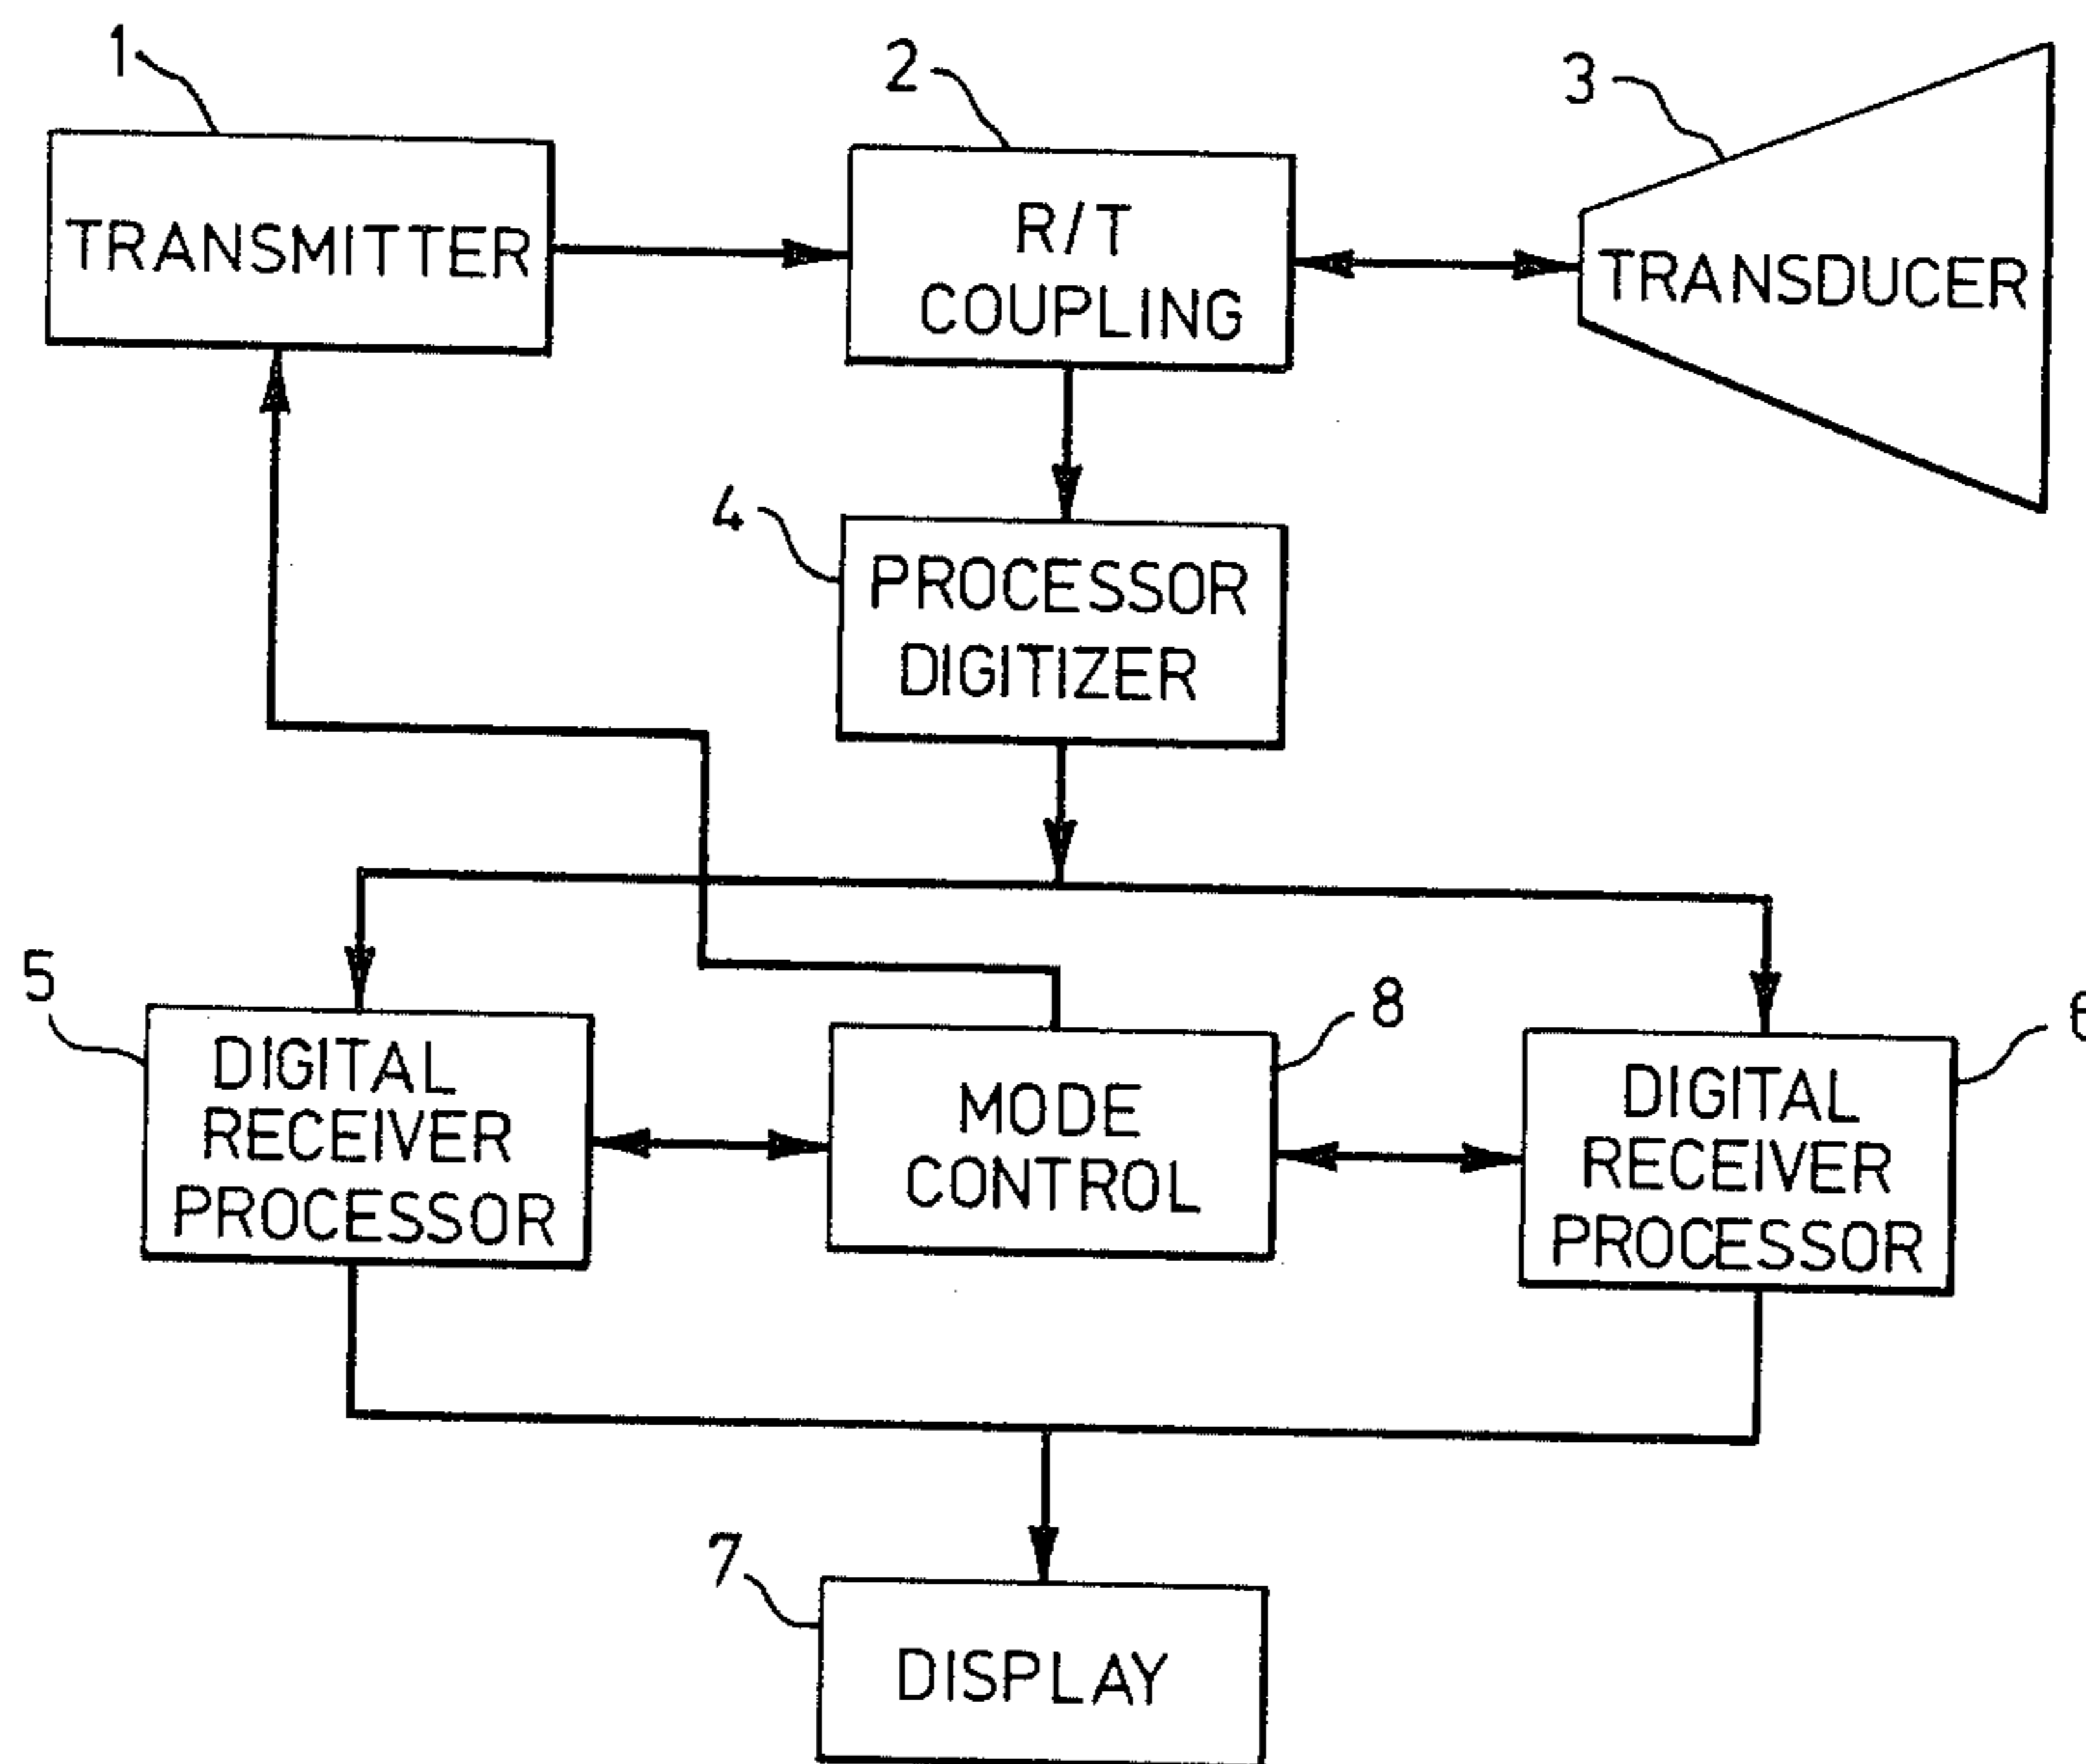 1
2
3
TRANSMITTER
R/T
COUPLING
TRANSDUCER
4
PROCESSOR
DIGITIZER
5
8
6
DIGITAL
RECEIVER
PROCESSOR
MODE
CONTROL
DIGITAL
RECEIVER
PROCESSOR
7
DISPLAY